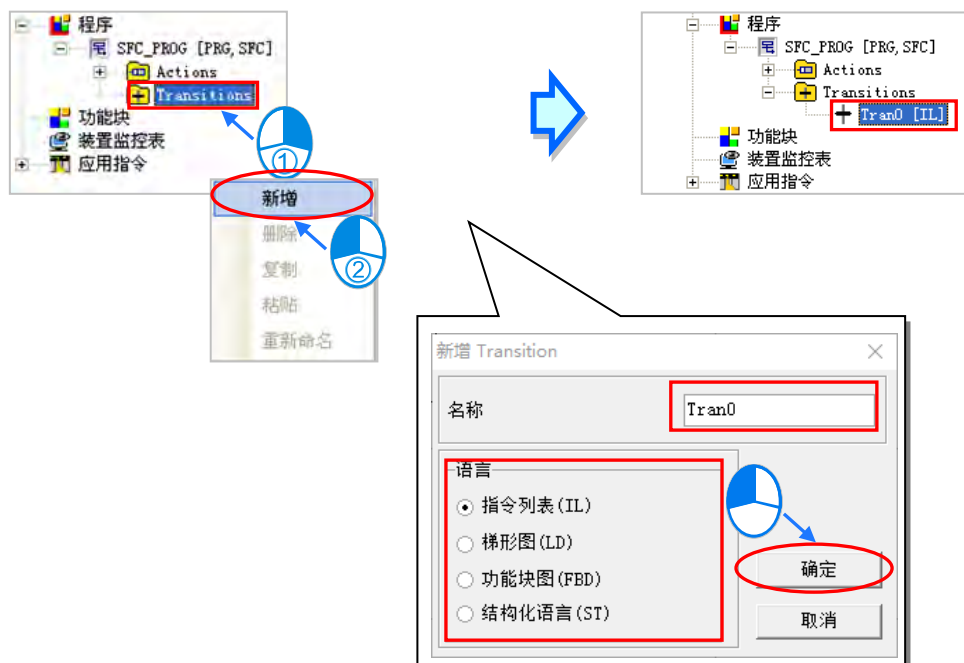 程序
SFC_PROG [PRG, SFC]
Actions
Transitions
功能块
装置监控表
应用指令
①
新增
删除
复制
粘贴
重新命名
②
程序
SFC_PROG [PRG, SFC]
Actions
Transitions
Tran0 [IL]
功能块
装置监控表
应用指令
新增 Transition
名称
Tran0
语言
指令列表(IL)
梯形图(LD)
功能块图(FBD)
结构化语言(ST)
确定
取消